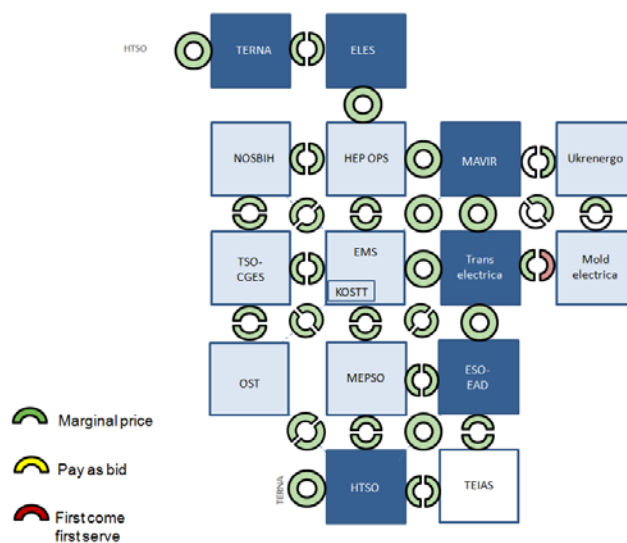 HTSO
TERNA
ELES
NOSBIH
HEP OPS
MAVIR
Ukrenergo
TSO-
CGES
EMS
KOSTT
Trans
electrica
Mold
electrica
OST
MEPSO
ESO-
EAD
Marginal price
Pay as bid
First come
first serve
TERNA
HTSO
TEIAS